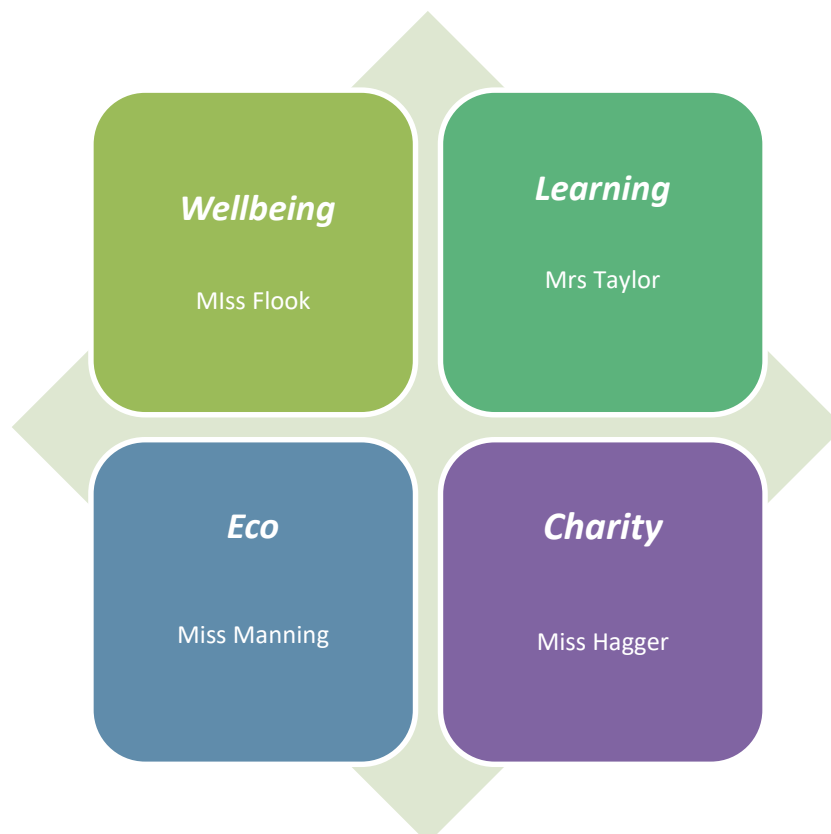 Wellbeing
MIss Flook
Learning
Mrs Taylor
Eco
Miss Manning
Charity
Miss Hagger